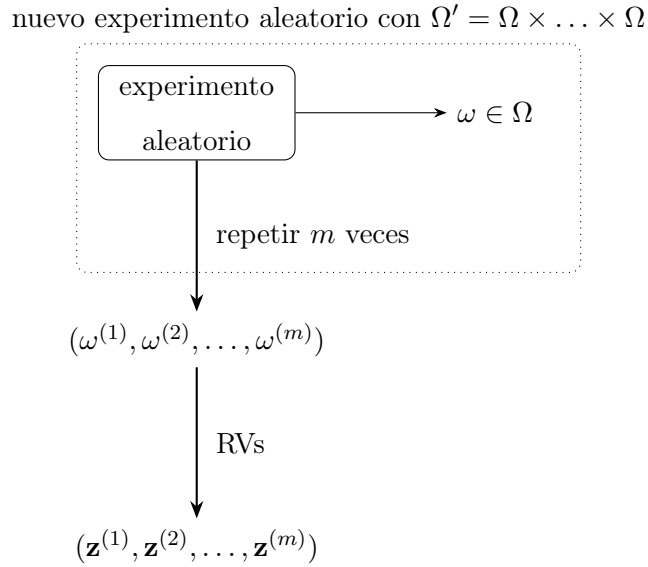 nuevo experimento aleatorio con Ω′ = Ω × … × Ω
experimento
aleatorio
ω ∈ Ω
repetir m veces
(ω⁽¹⁾, ω⁽²⁾, …, ω⁽ᵐ⁾)
RVs
(𝐳⁽¹⁾, 𝐳⁽²⁾, …, 𝐳⁽ᵐ⁾)